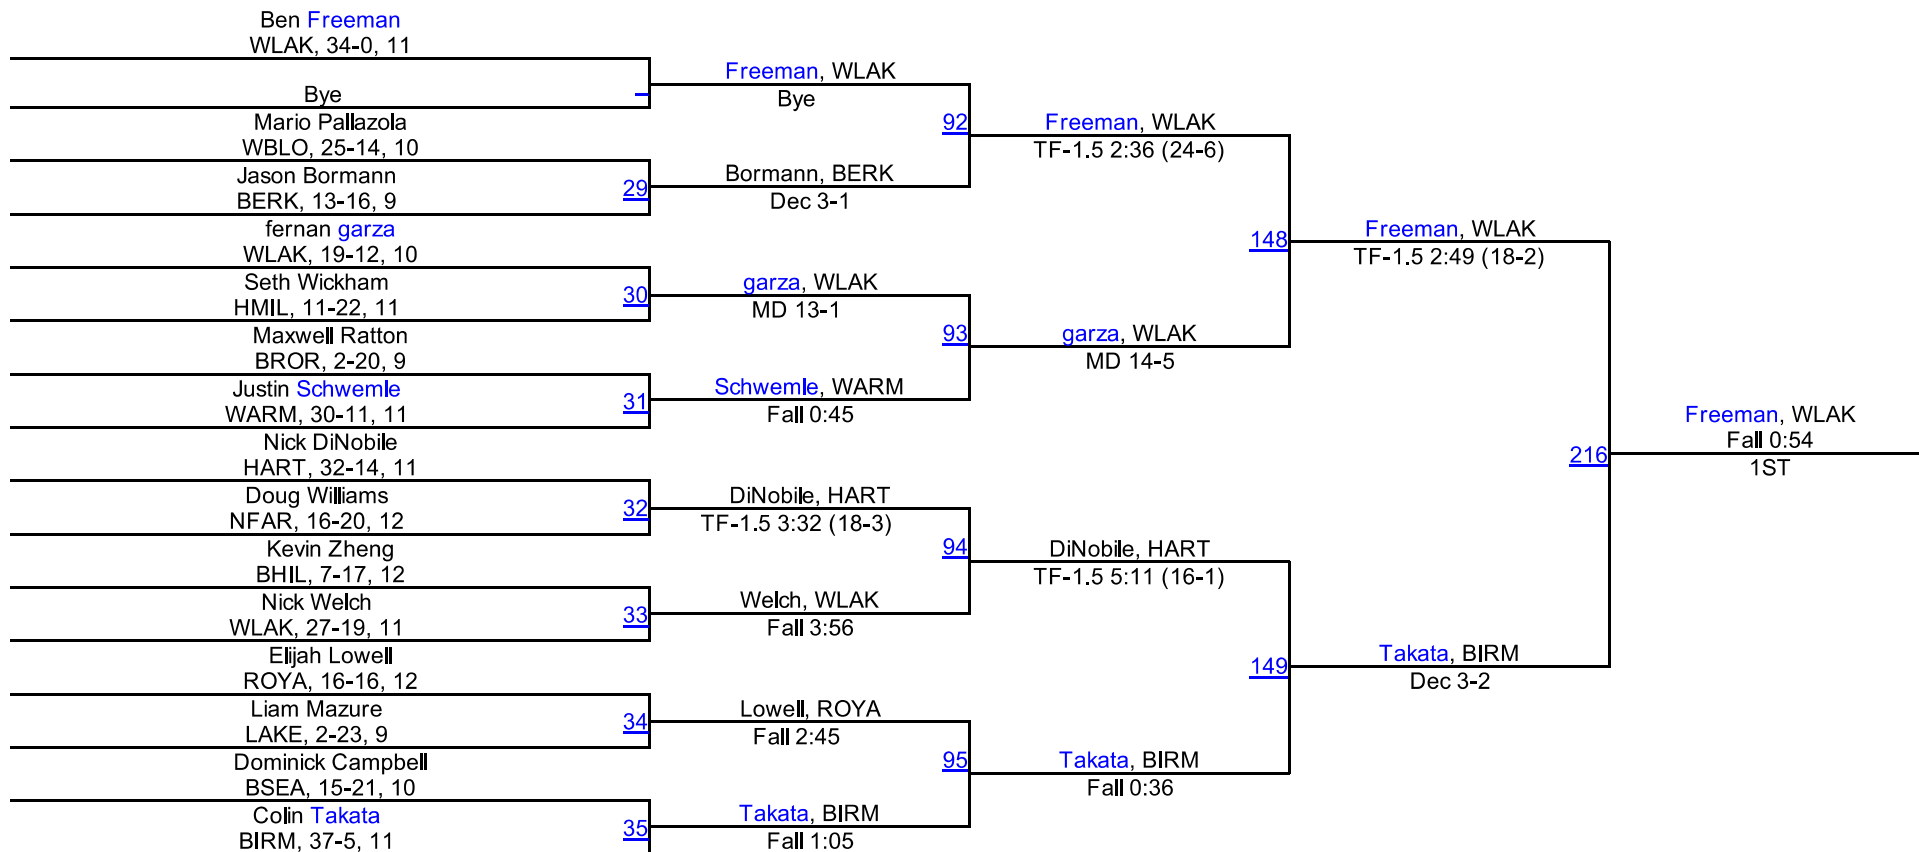 Ben Freeman
WLAK, 34-0, 11
Bye
Mario Pallazola
WBLO, 25-14, 10
Jason Bormann
BERK, 13-16, 9
29
fernan garza
WLAK, 19-12, 10
Seth Wickham
HMIL, 11-22, 11
30
Maxwell Ratton
BROR, 2-20, 9
Justin Schwemle
WARM, 30-11, 11
31
Nick DiNobile
HART, 32-14, 11
Doug Williams
NFAR, 16-20, 12
32
Kevin Zheng
BHIL, 7-17, 12
Nick Welch
WLAK, 27-19, 11
33
Elijah Lowell
ROYA, 16-16, 12
Liam Mazure
LAKE, 2-23, 9
34
Dominick Campbell
BSEA, 15-21, 10
Colin Takata
BIRM, 37-5, 11
35
Freeman, WLAK
Bye
92
Bormann, BERK
Dec 3-1
garza, WLAK
MD 13-1
93
Schwemle, WARM
Fall 0:45
DiNobile, HART
TF-1.5 3:32 (18-3)
94
Welch, WLAK
Fall 3:56
Lowell, ROYA
Fall 2:45
95
Takata, BIRM
Fall 1:05
Freeman, WLAK
TF-1.5 2:36 (24-6)
148
garza, WLAK
MD 14-5
DiNobile, HART
TF-1.5 5:11 (16-1)
149
Takata, BIRM
Fall 0:36
Freeman, WLAK
TF-1.5 2:49 (18-2)
216
Takata, BIRM
Dec 3-2
Freeman, WLAK
Fall 0:54
1ST